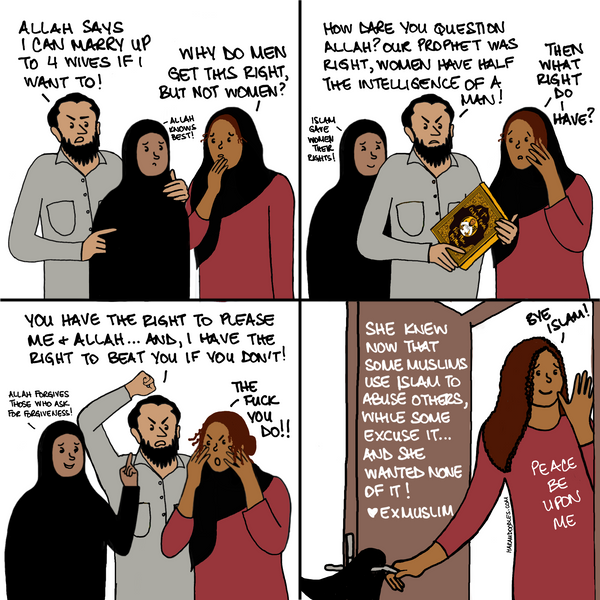 ALLAH SAYS
I CAN MARRY UP
TO 4 WIVES IF I
WANT TO!
WHY DO MEN
GET THIS RIGHT,
BUT NOT WOMEN?
ALLAH
KNOWS
BEST!
HOW DARE YOU QUESTION
ALLAH? OUR PROPHET WAS
RIGHT, WOMEN HAVE HALF
THE INTELLIGENCE OF A
MAN!
THEN
WHAT
RIGHT
DO
I
HAVE?
ISLAM
GAVE
WOMEN
THEIR
RIGHTS!
YOU HAVE THE RIGHT TO PLEASE
ME + ALLAH... AND, I HAVE THE
RIGHT TO BEAT YOU IF YOU DON'T!
ALLAH FORGIVES
THOSE WHO ASK
FOR FORGIVENESS!
THE
FUCK
YOU
DO!!
SHE KNEW
NOW THAT
SOME MUSLIMS
USE ISLAM TO
ABUSE OTHERS,
WHILE SOME
EXCUSE IT...
AND SHE
WANTED NONE
OF IT!
♥EXMUSLIM
BYE
ISLAM!
PEACE
BE
UPON
ME
HARAMDOODLES.COM